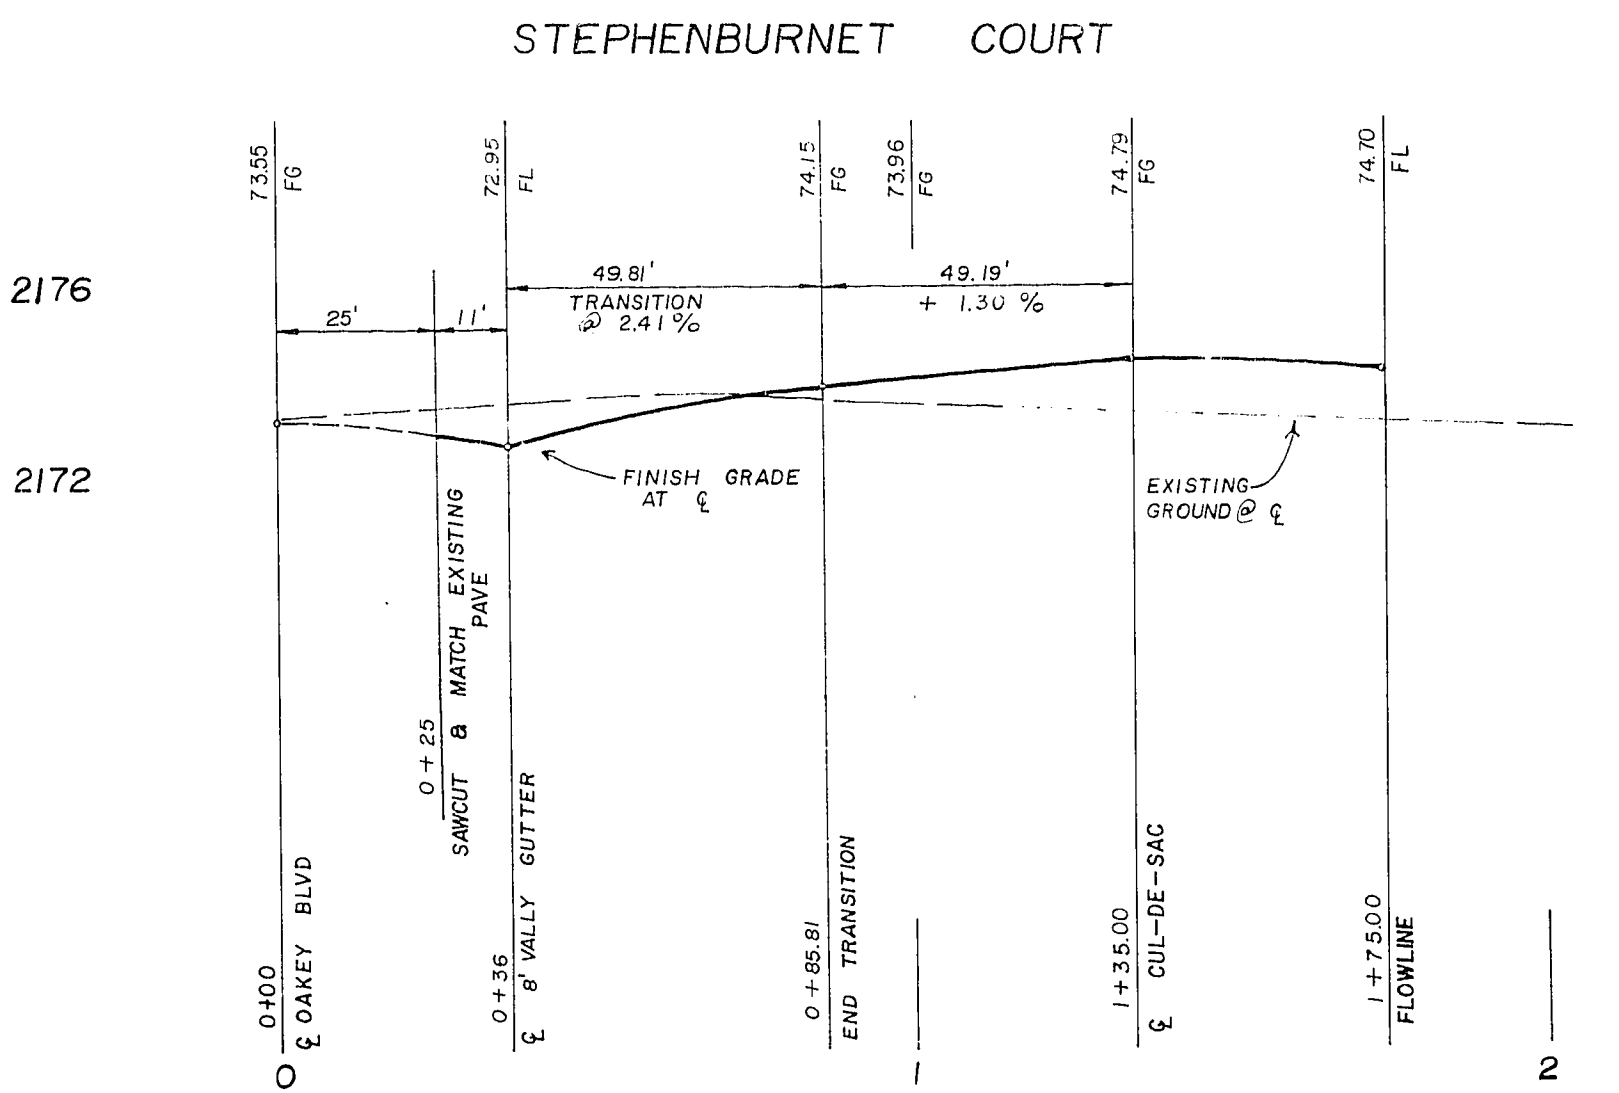 STEPHENBURNET COURT
73.55
FG
72.95
FL
74.15
FG
73.96
FG
74.79
FG
74.70
FL
2176
49.81'
TRANSITION
@ 2.41%
49.19'
+ 1.30 %
25'
11'
2172
FINISH GRADE
AT ℄
EXISTING
GROUND @ ℄
0+00
℄ OAKEY BLVD
0+25
SAWCUT & MATCH EXISTING
PAVE
0+36
℄ 8' VALLY GUTTER
0+85.81
END TRANSITION
1+35.00
℄ CUL-DE-SAC
1+75.00
FLOWLINE
0
1
2